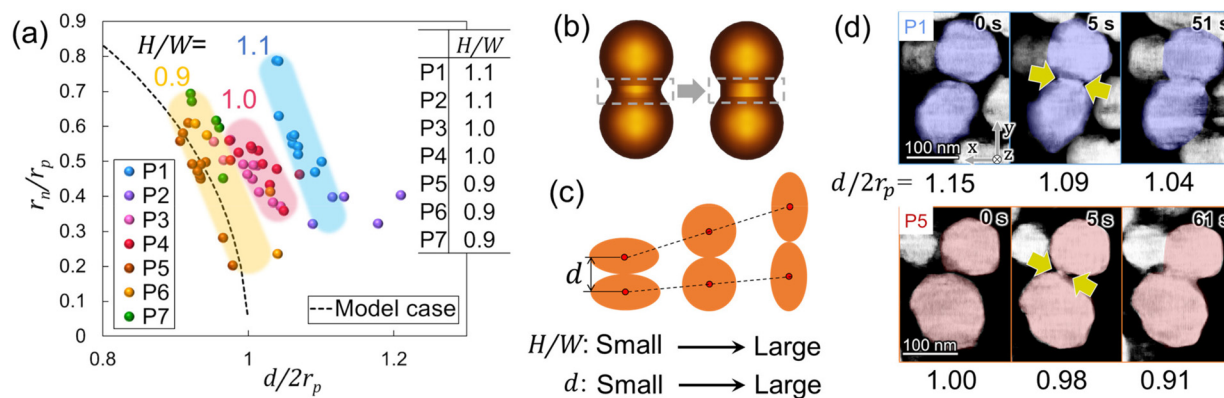 (a)
0.9
0.8
0.7
0.6
0.5
0.4
0.3
0.2
0.1
0
r_n/r_p
H/W=
0.9
1.0
1.1
P1
P2
P3
P4
P5
P6
P7
Model case
0.8
1
1.2
d/2r_p
H/W
P1 1.1
P2 1.1
P3 1.0
P4 1.0
P5 0.9
P6 0.9
P7 0.9
(b)
(c)
d
H/W: Small Large
d: Small Large
(d)
P1 0 s 5 s 51 s
y
x
z
100 nm
d/2r_p= 1.15 1.09 1.04
P5 0 s 5 s 61 s
100 nm
1.00 0.98 0.91